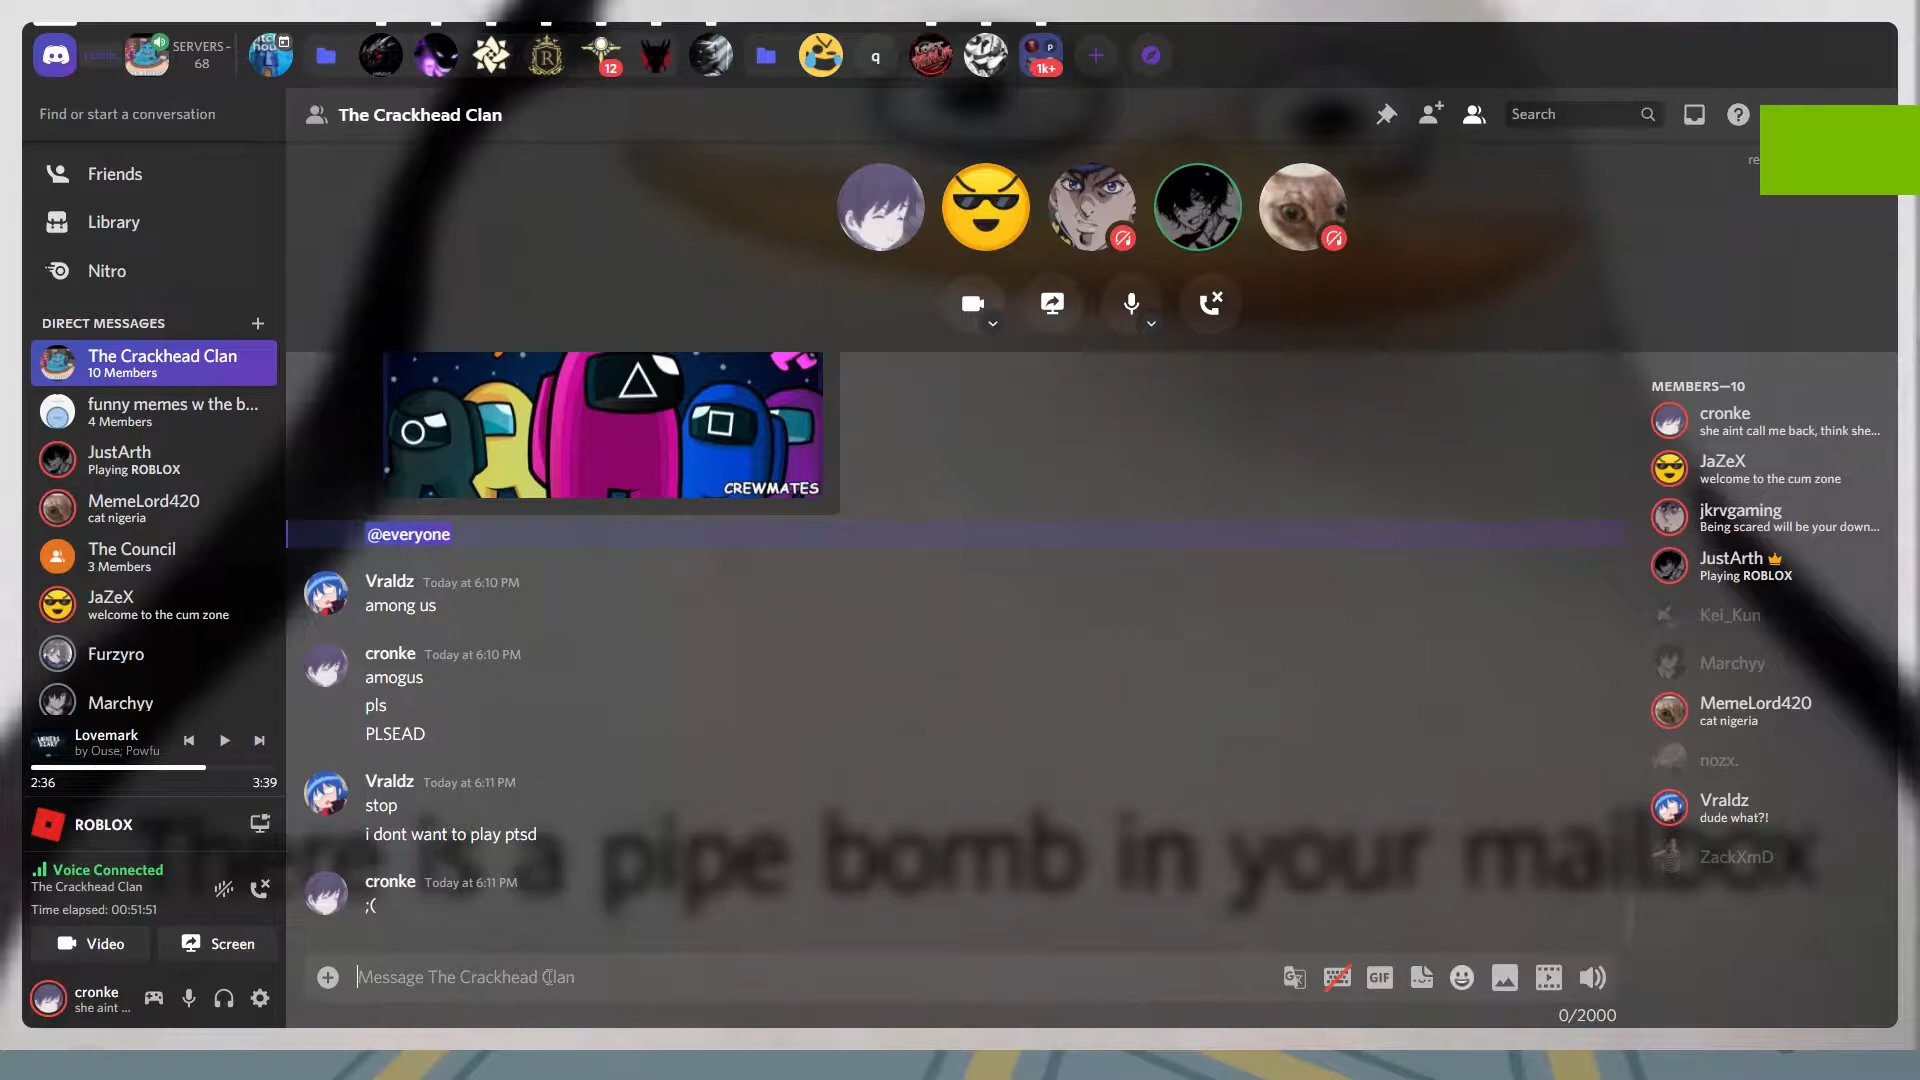 SERVERS–
68
12
q
1k+
Find or start a conversation
The Crackhead Clan
Search
re
Friends
Library
Nitro
DIRECT MESSAGES
The Crackhead Clan
10 Members
funny memes w the b...
4 Members
JustArth
Playing ROBLOX
MemeLord420
cat nigeria
The Council
3 Members
JaZeX
welcome to the cum zone
Furzyro
Marchyy
Lovemark
by Ouse; Powfu
2:36
3:39
ROBLOX
Voice Connected
The Crackhead Clan
Time elapsed: 00:51:51
Video
Screen
cronke
she aint ...
CREWMATES
@everyone
Vraldz Today at 6:10 PM
among us
cronke Today at 6:10 PM
amogus
pls
PLSEAD
Vraldz Today at 6:11 PM
stop
i dont want to play ptsd
cronke Today at 6:11 PM
;(
There is a pipe bomb in your mailbox
Message The Crackhead Clan
GIF
0/2000
MEMBERS—10
cronke
she aint call me back, think she...
JaZeX
welcome to the cum zone
jkrvgaming
Being scared will be your down...
JustArth
Playing ROBLOX
Kei_Kun
Marchyy
MemeLord420
cat nigeria
nozx.
Vraldz
dude what?!
ZackXmD